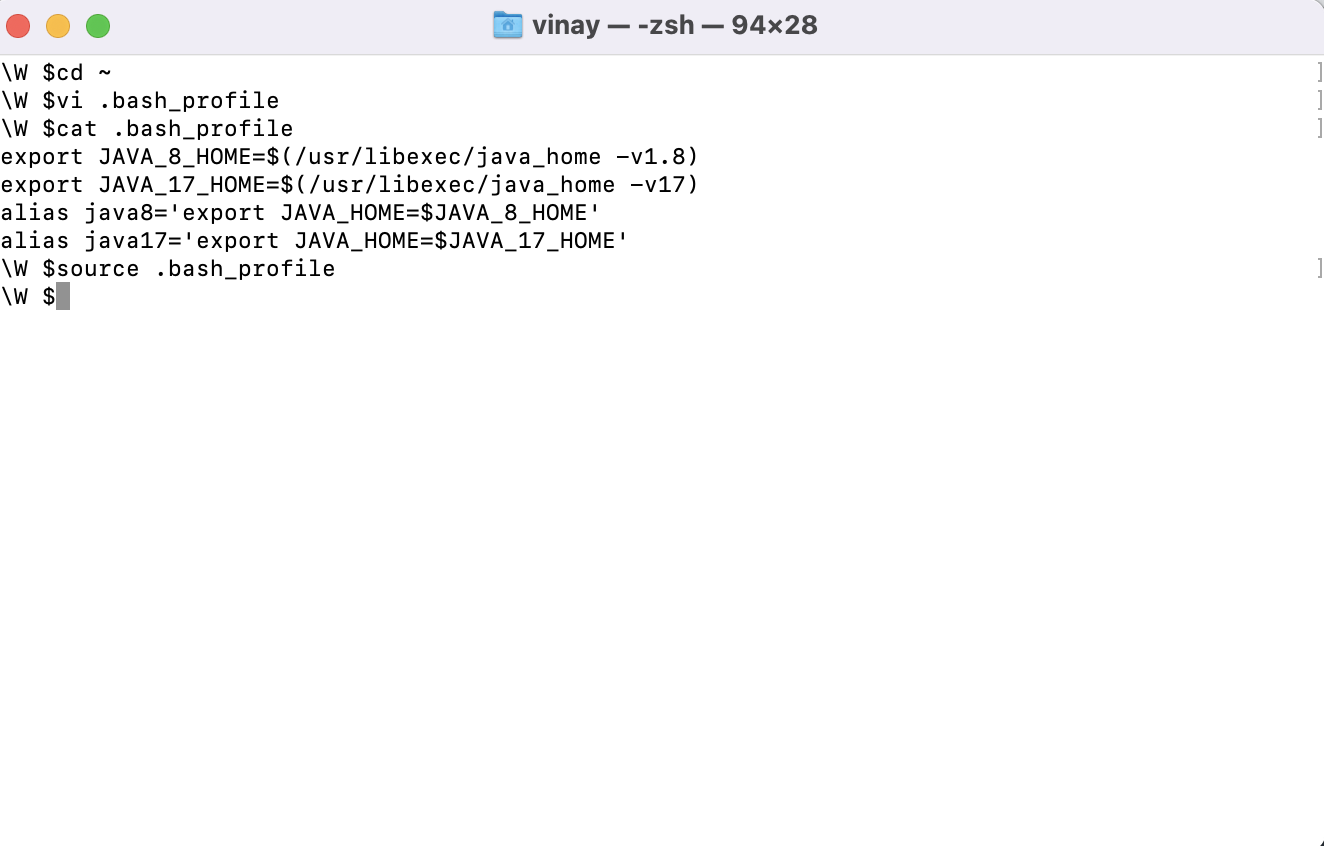 vinay — -zsh — 94×28
\W $cd ~
\W $vi .bash_profile
\W $cat .bash_profile
export JAVA_8_HOME=$(/usr/libexec/java_home -v1.8)
export JAVA_17_HOME=$(/usr/libexec/java_home -v17)
alias java8='export JAVA_HOME=$JAVA_8_HOME'
alias java17='export JAVA_HOME=$JAVA_17_HOME'
\W $source .bash_profile
\W $